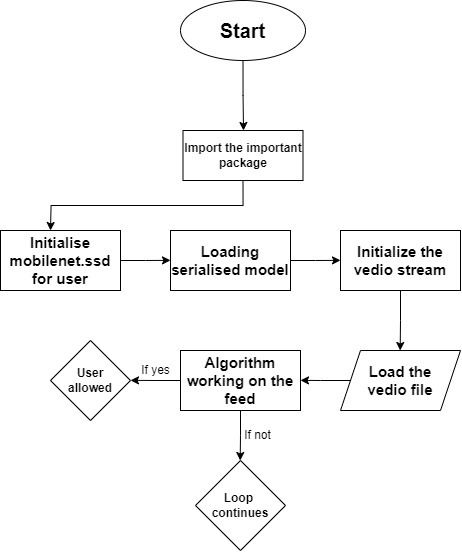 Start
Import the important
package
Initialise
mobilenet.ssd
for user
Loading
serialised model
Initialize the
vedio stream
Load the
vedio file
Algorithm
working on the
feed
If yes
User
allowed
If not
Loop
continues